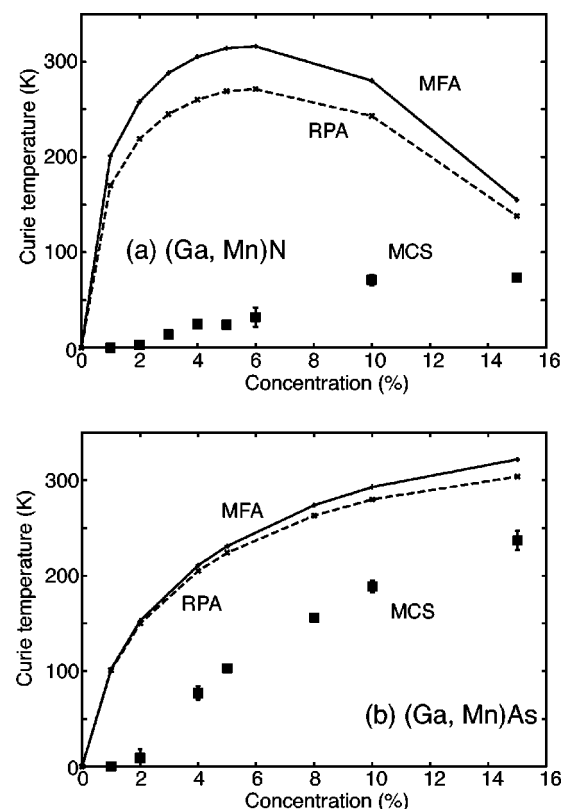 Curie temperature (K)
300
200
100
0
MFA
RPA
(a) (Ga, Mn)N
MCS
0 2 4 6 8 10 12 14 16
Concentration (%)
Curie temperature (K)
300
200
100
0
MFA
RPA
MCS
(b) (Ga, Mn)As
0 2 4 6 8 10 12 14 16
Concentration (%)